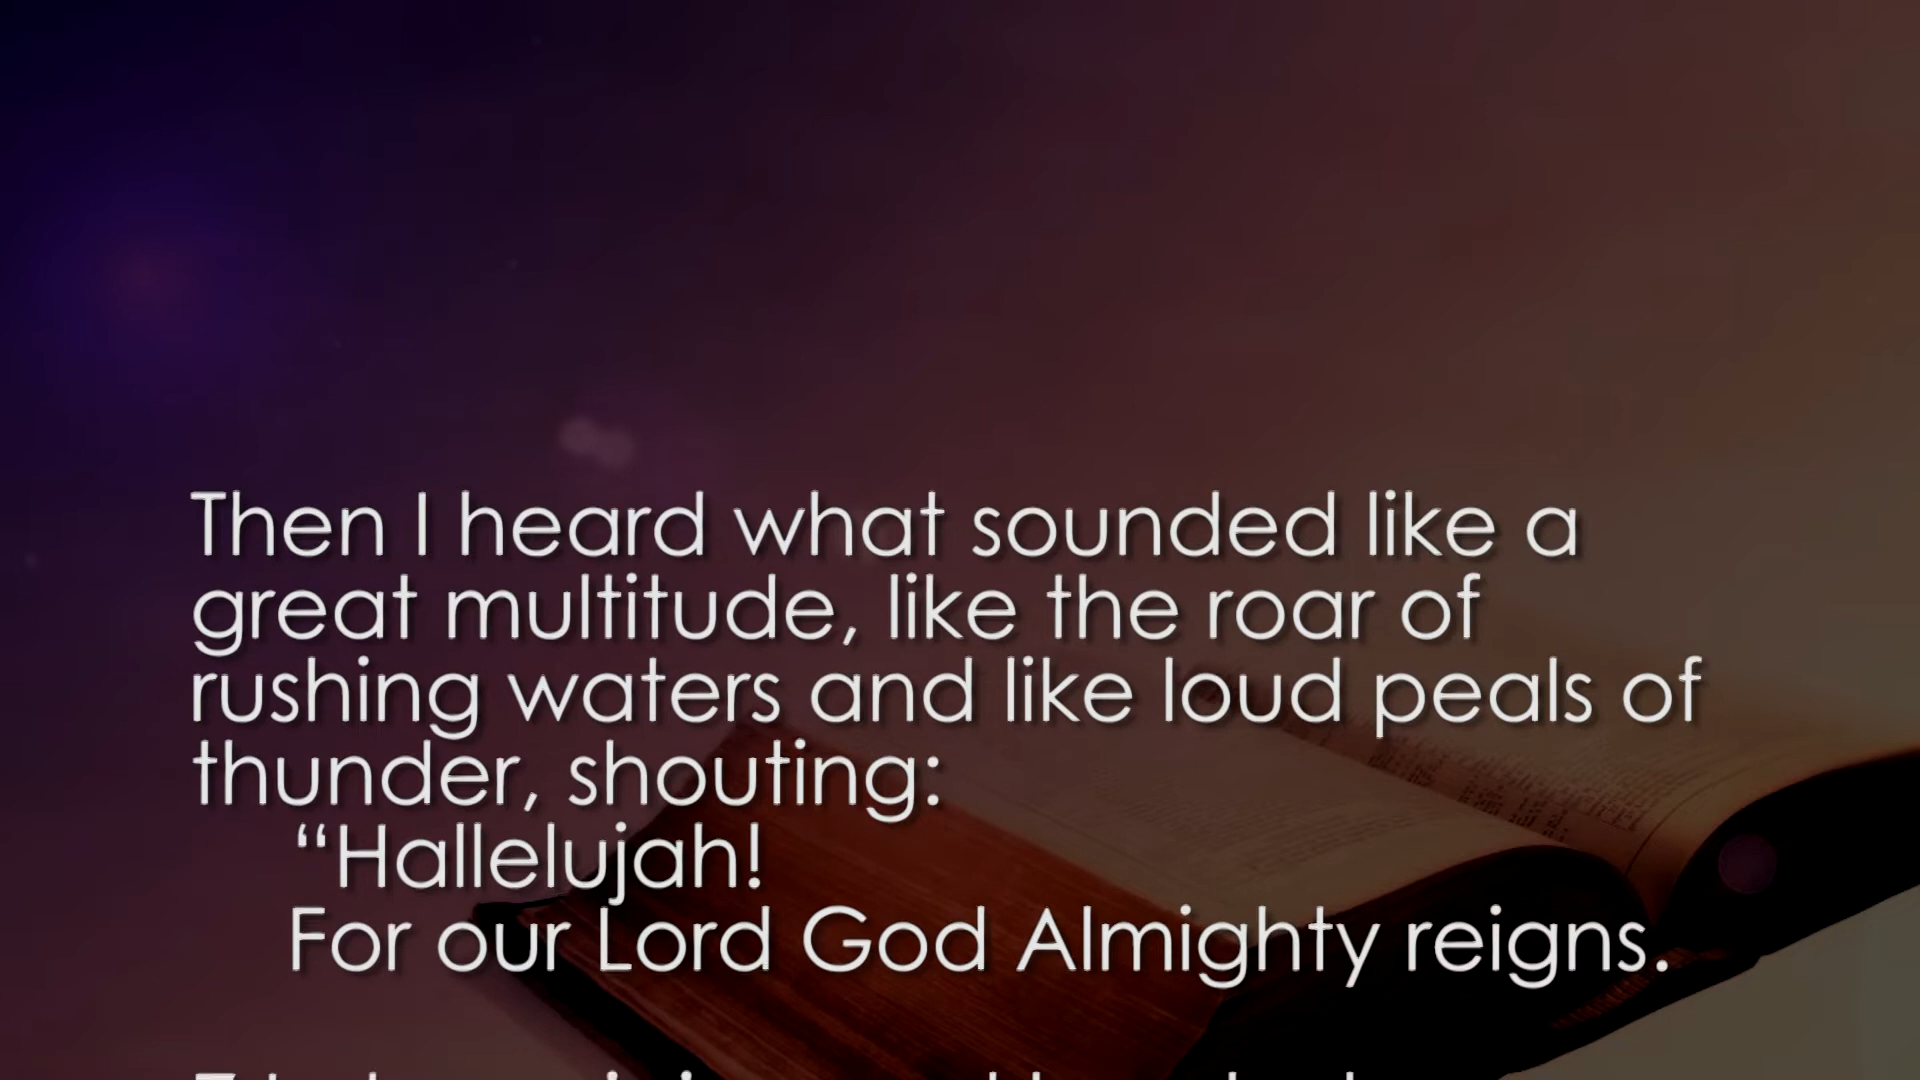 Then I heard what sounded like a
great multitude, like the roar of
rushing waters and like loud peals of
thunder, shouting:
“Hallelujah!
For our Lord God Almighty reigns.